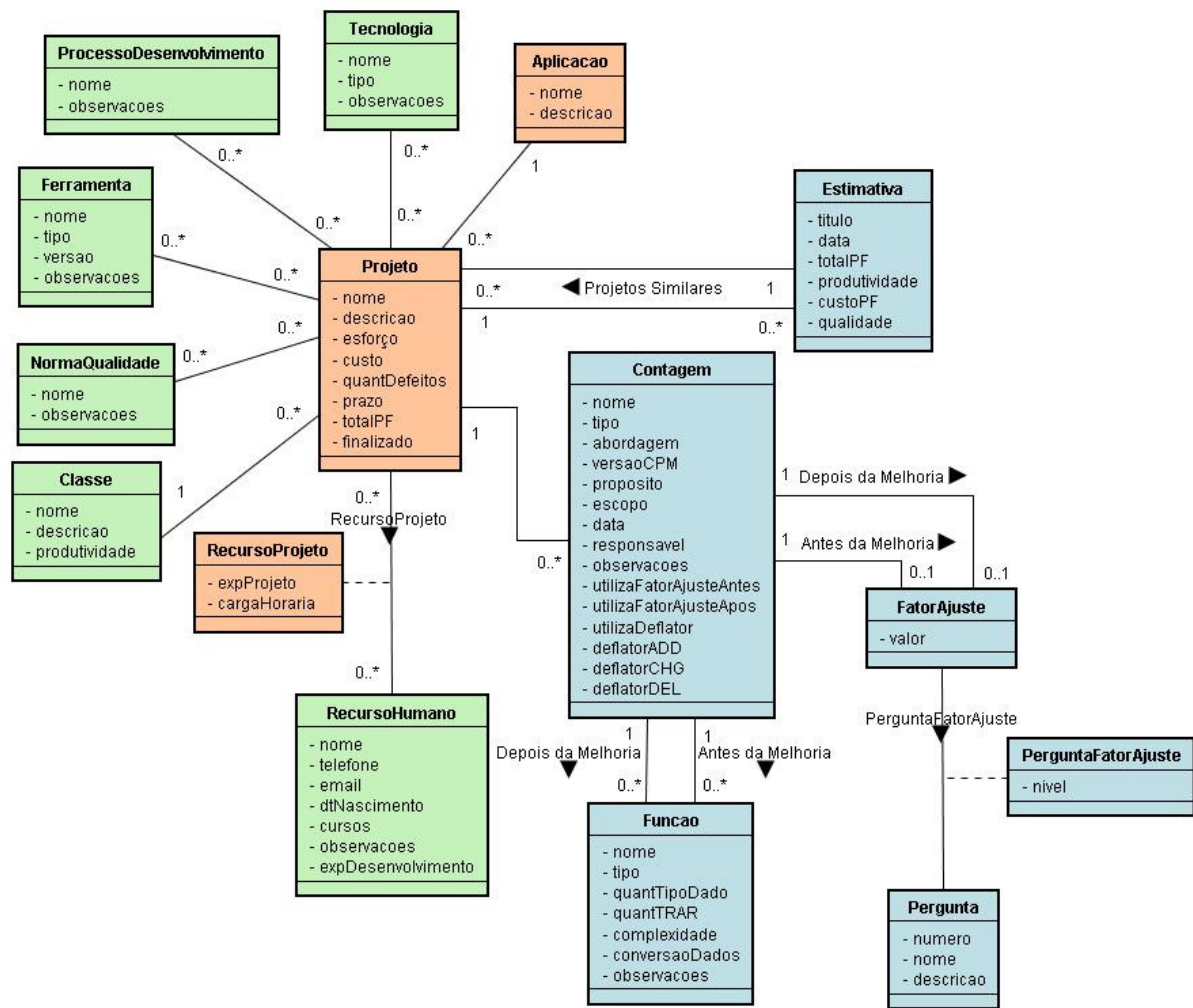 ProcessoDesenvolvimento
- nome
- observacoes
0..*
0..*
Tecnologia
- nome
- tipo
- observacoes
0..*
0..*
Aplicacao
- nome
- descricao
1
0..*
Ferramenta
- nome
- tipo
- versao
- observacoes
0..*
0..*
Estimativa
- titulo
- data
- totalPF
- produtividade
- custoPF
- qualidade
0..*
Projetos Similares
1
1
0..*
Projeto
- nome
- descricao
- esforço
- custo
- quantDefeitos
- prazo
- totalPF
- finalizado
NormaQualidade
- nome
- observacoes
0..*
0..*
Classe
- nome
- descricao
- produtividade
1
0..*
Contagem
- nome
- tipo
- abordagem
- versaoCPM
- proposito
- escopo
- data
- responsavel
- observacoes
- utilizaFatorAjusteAntes
- utilizaFatorAjusteApos
- utilizaDeflator
- deflatorADD
- deflatorCHG
- deflatorDEL
1
0..*
0..*
RecursoProjeto
RecursoProjeto
- expProjeto
- cargaHoraria
0..*
RecursoHumano
- nome
- telefone
- email
- dtNascimento
- cursos
- observacoes
- expDesenvolvimento
1
Depois da Melhoria
1
Antes da Melhoria
0..1
0..1
FatorAjuste
- valor
PerguntaFatorAjuste
PerguntaFatorAjuste
- nivel
1
1
Depois da Melhoria
Antes da Melhoria
0..*
0..*
Funcao
- nome
- tipo
- quantTipoDado
- quantTRAR
- complexidade
- conversaoDados
- observacoes
Pergunta
- numero
- nome
- descricao